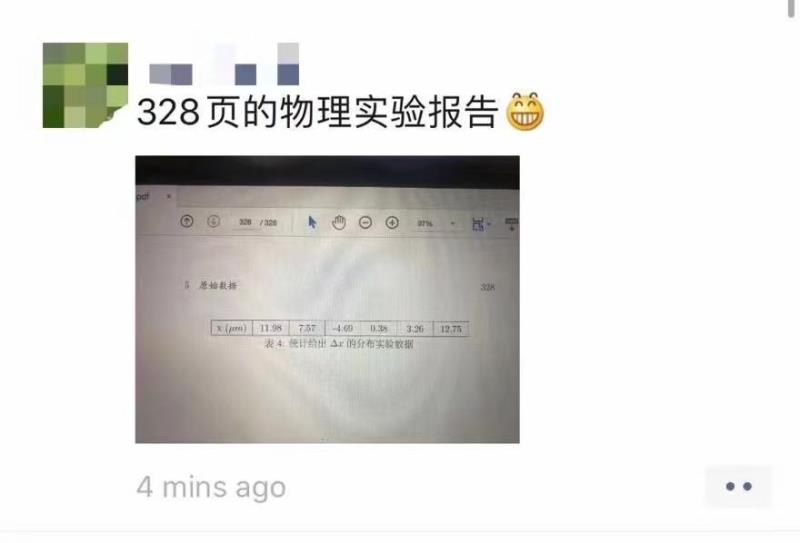 328页的物理实验报告
pdf ×
328 / 328
97%
5 原始数据 328
x (μm) 11.98 7.57 -4.69 0.38 3.26 12.75
表 4: 统计给出 Δx 的分布实验数据
4 mins ago